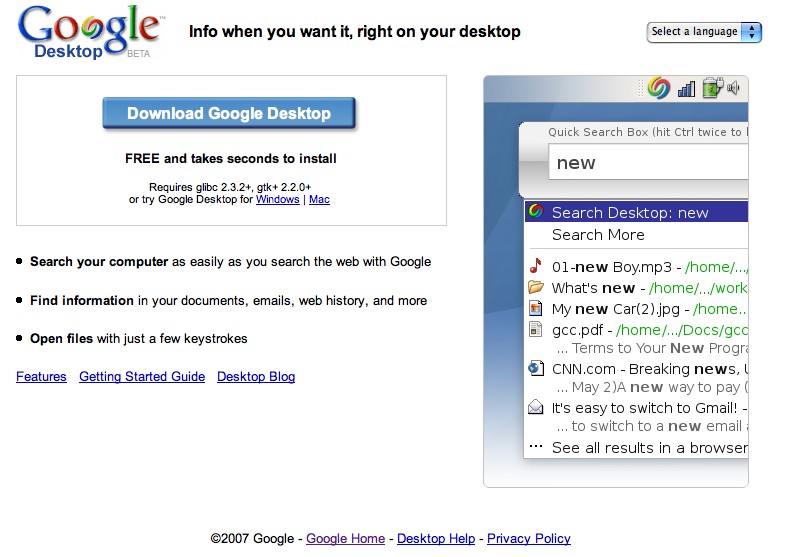 Google™
Desktop BETA
Info when you want it, right on your desktop
Select a language
Download Google Desktop
FREE and takes seconds to install
Requires glibc 2.3.2+, gtk+ 2.2.0+
or try Google Desktop for Windows | Mac
• Search your computer as easily as you search the web with Google
• Find information in your documents, emails, web history, and more
• Open files with just a few keystrokes
Features Getting Started Guide Desktop Blog
Quick Search Box (hit Ctrl twice to
new
Search Desktop: new
Search More
01-new Boy.mp3 - /home/.../
What's new - /home/.../work
My new Car(2).jpg - /home...
gcc.pdf - /home/.../Docs/gcc
... Terms to Your New Progra
CNN.com - Breaking news, U
... May 2)A new way to pay (
It's easy to switch to Gmail! -
... to switch to a new email
... See all results in a browser
©2007 Google - Google Home - Desktop Help - Privacy Policy